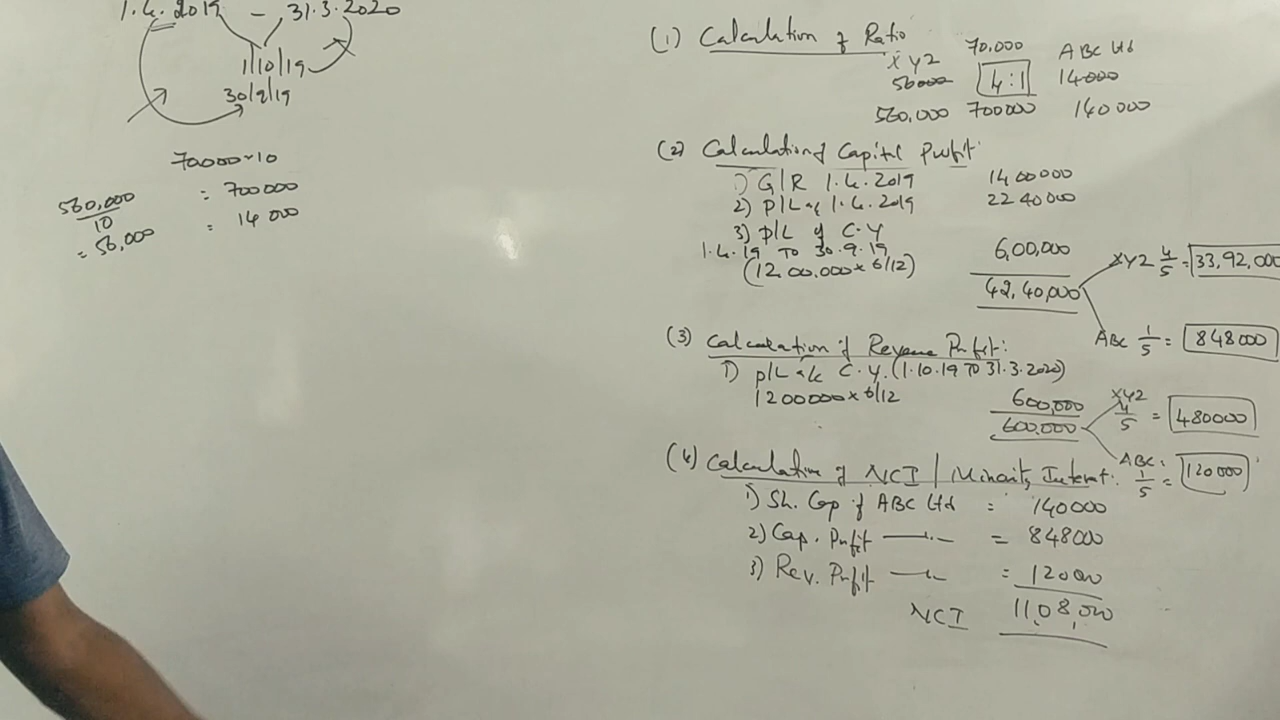 1.4.2019 - 31.3.2020
1/10/19
30/9/19
70000×10
= 700000
560,000
10
= 14000
= 56,000
(1) Calculation of Ratio
XYZ 70,000 ABC Ltd
56000 4:1 14000
560,000 700000 140000
(2) Calculation of Capital Profit
1) G/R 1.4.2019 1400000
2) P/L a/c 1.4.2019 2240000
3) P/L of C.Y
1.4.19 To 30.9.19 6,00,000
(12,00,000×6/12)
42,40,000
XYZ 4/5 = 33,92,000
ABC 1/5 = 848000
(3) Calculation of Revenue Profit:
1) P/L a/c C.Y. (1.10.19 To 31.3.2020)
1200000×6/12 600,000
600,000
XYZ 4/5 = 480000
ABC: 1/5 = 120000
(4) Calculation of NCI / Minority Interest:
1) Sh. Cap of ABC Ltd : 140000
2) Cap. Profit —"— = 848000
3) Rev. Profit —"— : 120000
NCI 11,08,000